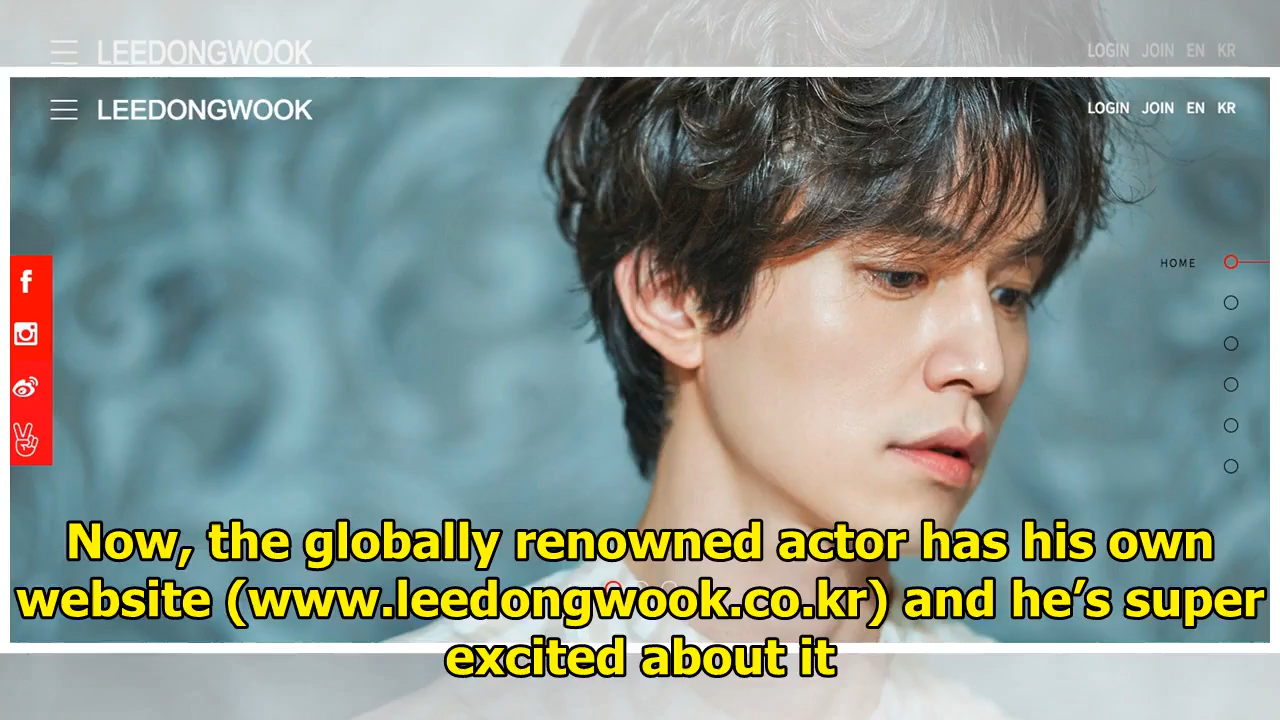 LEEDONGWOOK LOGIN JOIN EN KR
LEEDONGWOOK LOGIN JOIN EN KR
HOME
Now, the globally renowned actor has his own
website (www.leedongwook.co.kr) and he’s super
excited about it